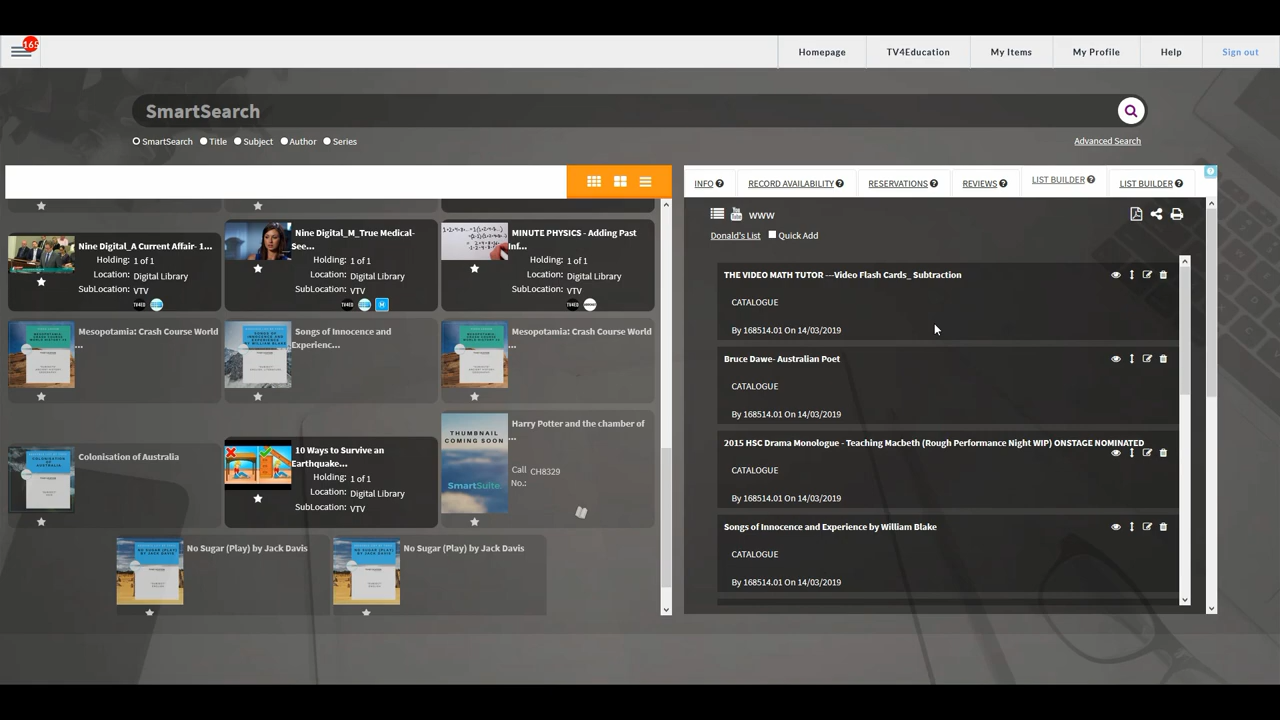 165
Homepage
TV4Education
My Items
My Profile
Help
Sign out
SmartSearch
SmartSearch
Title
Subject
Author
Series
Advanced Search
INFO
RECORD AVAILABILITY
RESERVATIONS
REVIEWS
LIST BUILDER
LIST BUILDER
Nine Digital_A Current Affair- 1...
Holding: 1 of 1
Location: Digital Library
SubLocation: VTV
Nine Digital_M_True Medical-
See...
Holding: 1 of 1
Location: Digital Library
SubLocation: VTV
MINUTE PHYSICS - Adding Past
Inf...
Holding: 1 of 1
Location: Digital Library
SubLocation: VTV
Mesopotamia: Crash Course World
...
Songs of Innocence and
Experienc...
Mesopotamia: Crash Course World
...
Colonisation of Australia
10 Ways to Survive an
Earthquake...
Holding: 1 of 1
Location: Digital Library
SubLocation: VTV
THUMBNAIL
COMING SOON
SmartSuite
Harry Potter and the chamber of
...
Call No.: CH8329
No Sugar (Play) by Jack Davis
No Sugar (Play) by Jack Davis
www
Donald's List
Quick Add
THE VIDEO MATH TUTOR ---Video Flash Cards_ Subtraction
CATALOGUE
By 168514.01 On 14/03/2019
Bruce Dawe- Australian Poet
CATALOGUE
By 168514.01 On 14/03/2019
2015 HSC Drama Monologue - Teaching Macbeth (Rough Performance Night WIP) ONSTAGE NOMINATED
CATALOGUE
By 168514.01 On 14/03/2019
Songs of Innocence and Experience by William Blake
CATALOGUE
By 168514.01 On 14/03/2019